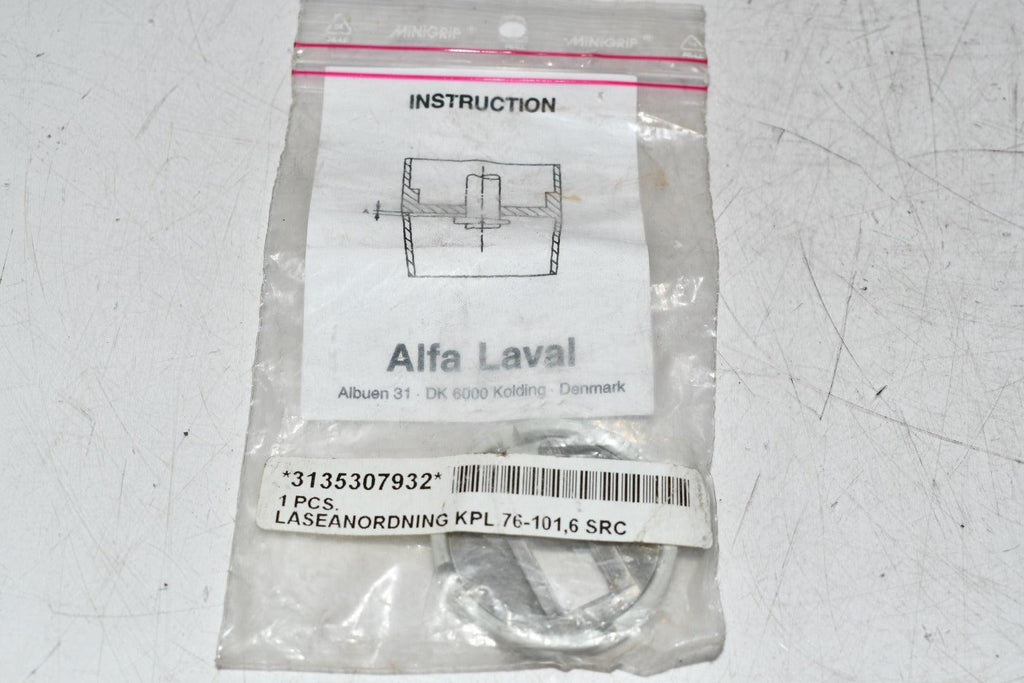 MINIGRIP ® MINIGRIP ®
INSTRUCTION
A
Alfa Laval
Albuen 31 · DK 6000 Kolding · Denmark
*3135307932*
1 PCS.
LASEANORDNING KPL 76-101,6 SRC